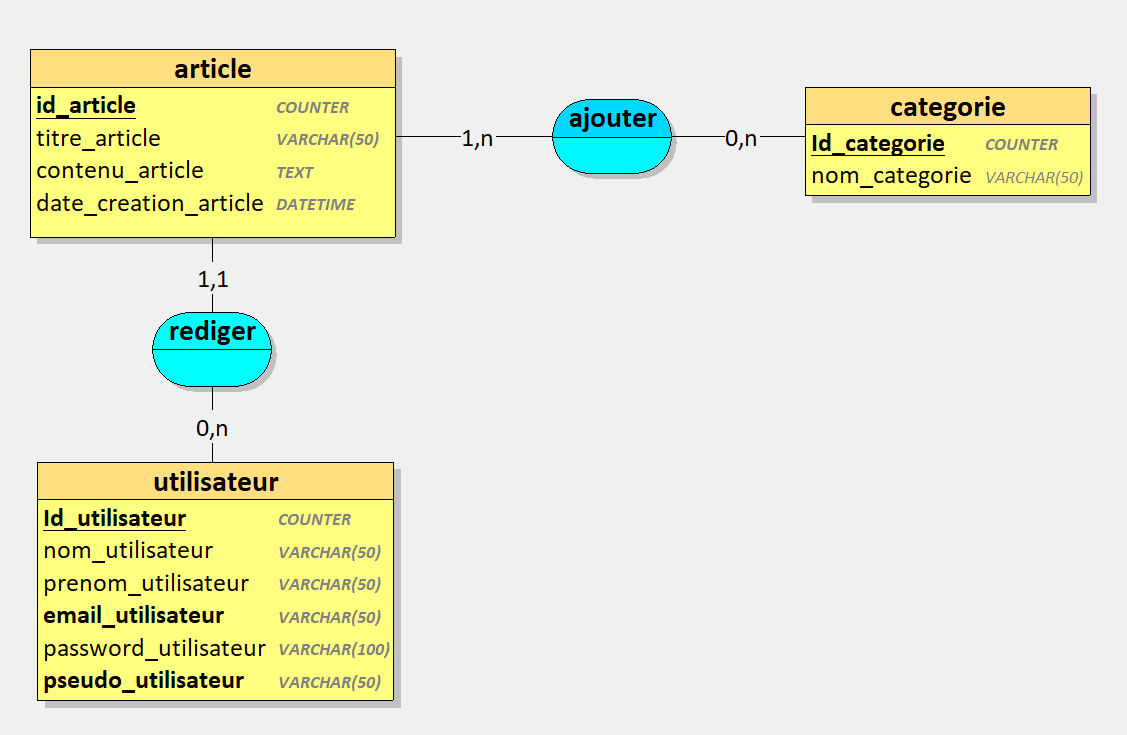 article
id_article COUNTER
titre_article VARCHAR(50)
contenu_article TEXT
date_creation_article DATETIME
1,n
ajouter
0,n
categorie
Id_categorie COUNTER
nom_categorie VARCHAR(50)
1,1
rediger
0,n
utilisateur
Id_utilisateur COUNTER
nom_utilisateur VARCHAR(50)
prenom_utilisateur VARCHAR(50)
email_utilisateur VARCHAR(50)
password_utilisateur VARCHAR(100)
pseudo_utilisateur VARCHAR(50)